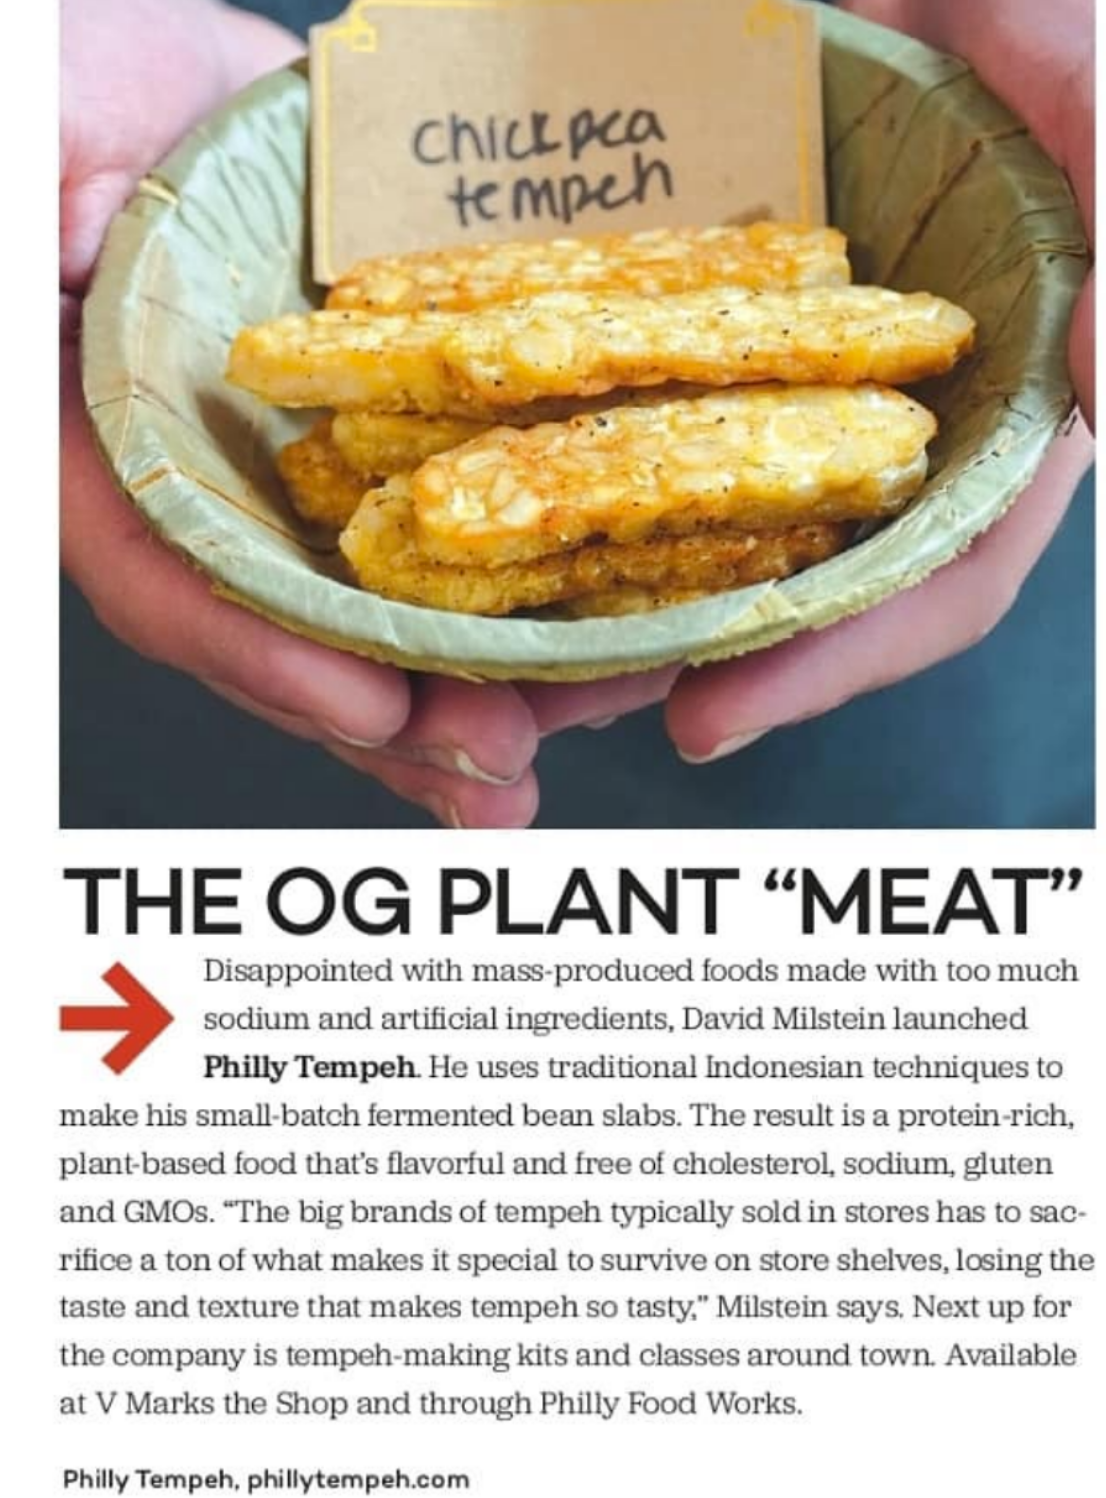 Chickpea
tempeh
THE OG PLANT “MEAT”
Disappointed with mass-produced foods made with too much
sodium and artificial ingredients, David Milstein launched
Philly Tempeh. He uses traditional Indonesian techniques to
make his small-batch fermented bean slabs. The result is a protein-rich,
plant-based food that’s flavorful and free of cholesterol, sodium, gluten
and GMOs. “The big brands of tempeh typically sold in stores has to sac-
rifice a ton of what makes it special to survive on store shelves, losing the
taste and texture that makes tempeh so tasty,” Milstein says. Next up for
the company is tempeh-making kits and classes around town. Available
at V Marks the Shop and through Philly Food Works.
Philly Tempeh, phillytempeh.com